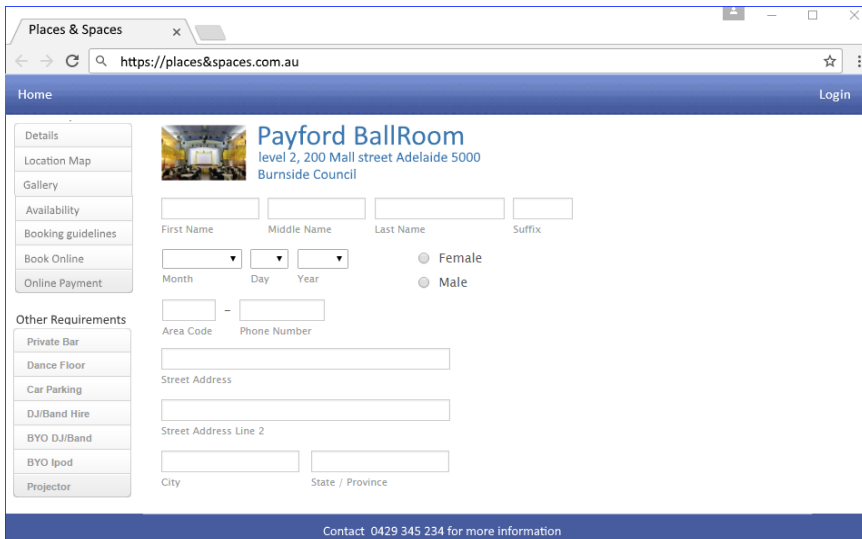 Places & Spaces
https://places&spaces.com.au
Home Login
Details
Location Map
Gallery
Availability
Booking guidelines
Book Online
Online Payment
Other Requirements
Private Bar
Dance Floor
Car Parking
DJ/Band Hire
BYO DJ/Band
BYO Ipod
Projector
Payford BallRoom
level 2, 200 Mall street Adelaide 5000
Burnside Council
First Name Middle Name Last Name Suffix
Month Day Year
Female
Male
Area Code – Phone Number
Street Address
Street Address Line 2
City State / Province
Contact 0429 345 234 for more information